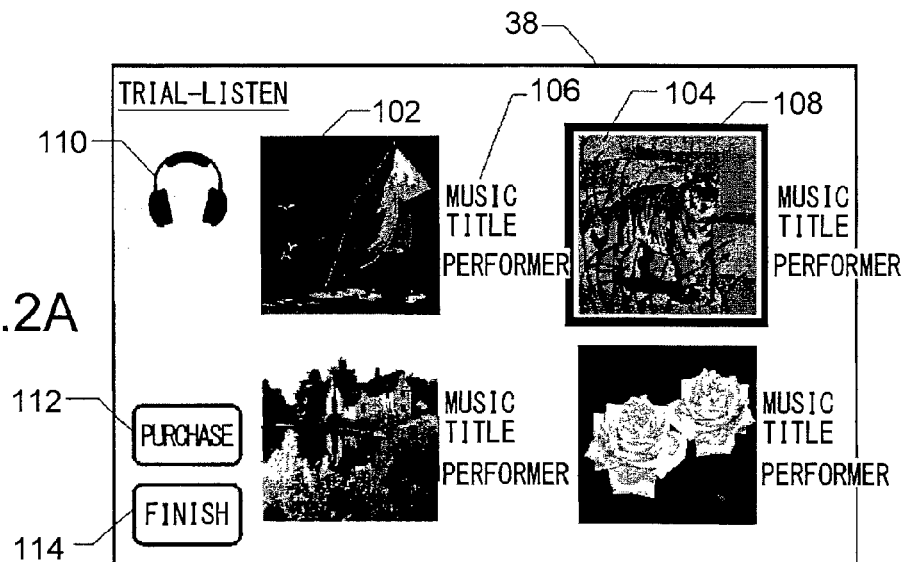 38
TRIAL-LISTEN
102
106
104
108
110
MUSIC
TITLE
PERFORMER
MUSIC
TITLE
PERFORMER
.2A
112
PURCHASE
MUSIC
TITLE
PERFORMER
MUSIC
TITLE
PERFORMER
FINISH
114